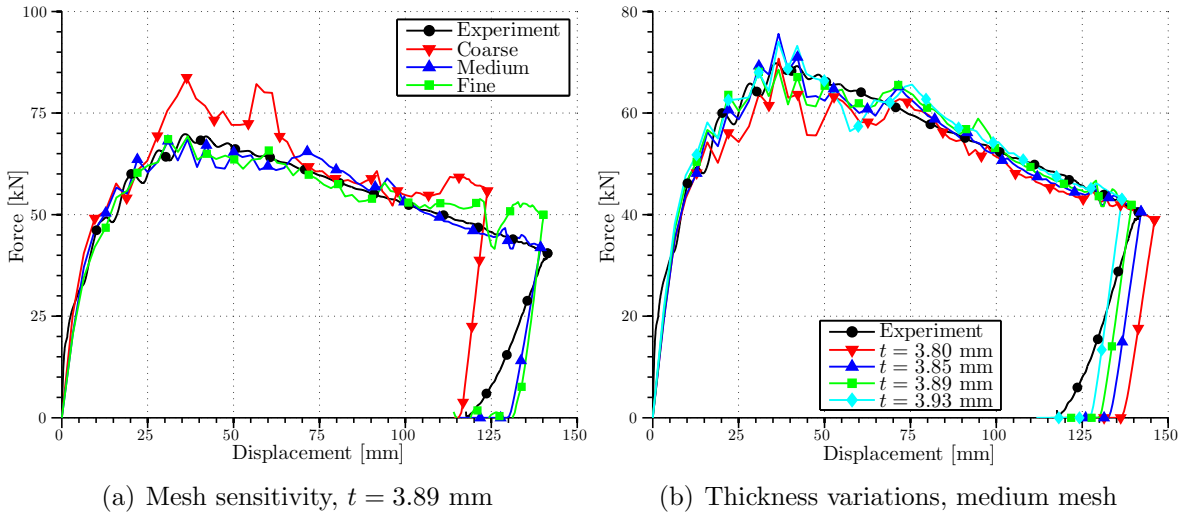 100
75
50
25
0
Force [kN]
0 25 50 75 100 125 150
Displacement [mm]
Experiment
Coarse
Medium
Fine
(a) Mesh sensitivity, t = 3.89 mm
80
60
40
20
0
Force [kN]
0 25 50 75 100 125 150
Displacement [mm]
Experiment
t = 3.80 mm
t = 3.85 mm
t = 3.89 mm
t = 3.93 mm
(b) Thickness variations, medium mesh